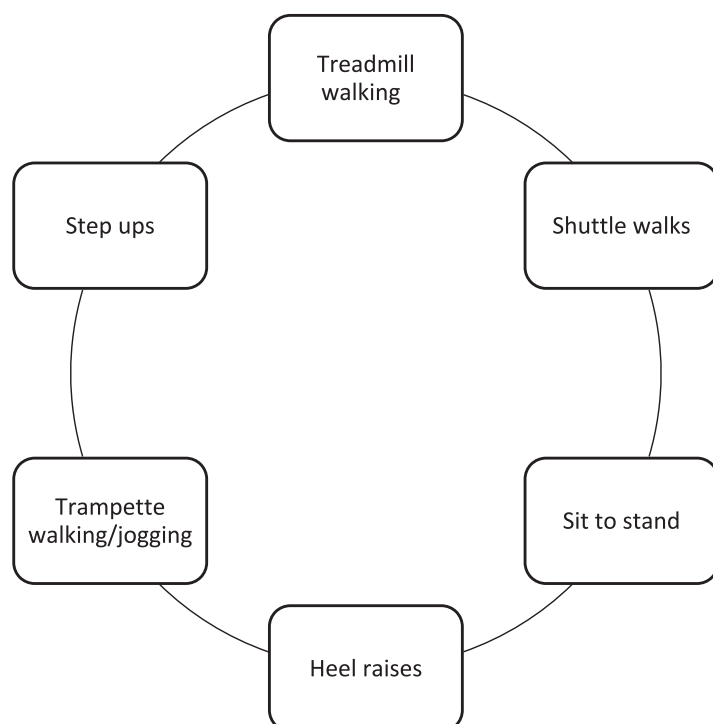 Treadmill
walking
Shuttle walks
Sit to stand
Heel raises
Trampette
walking/jogging
Step ups